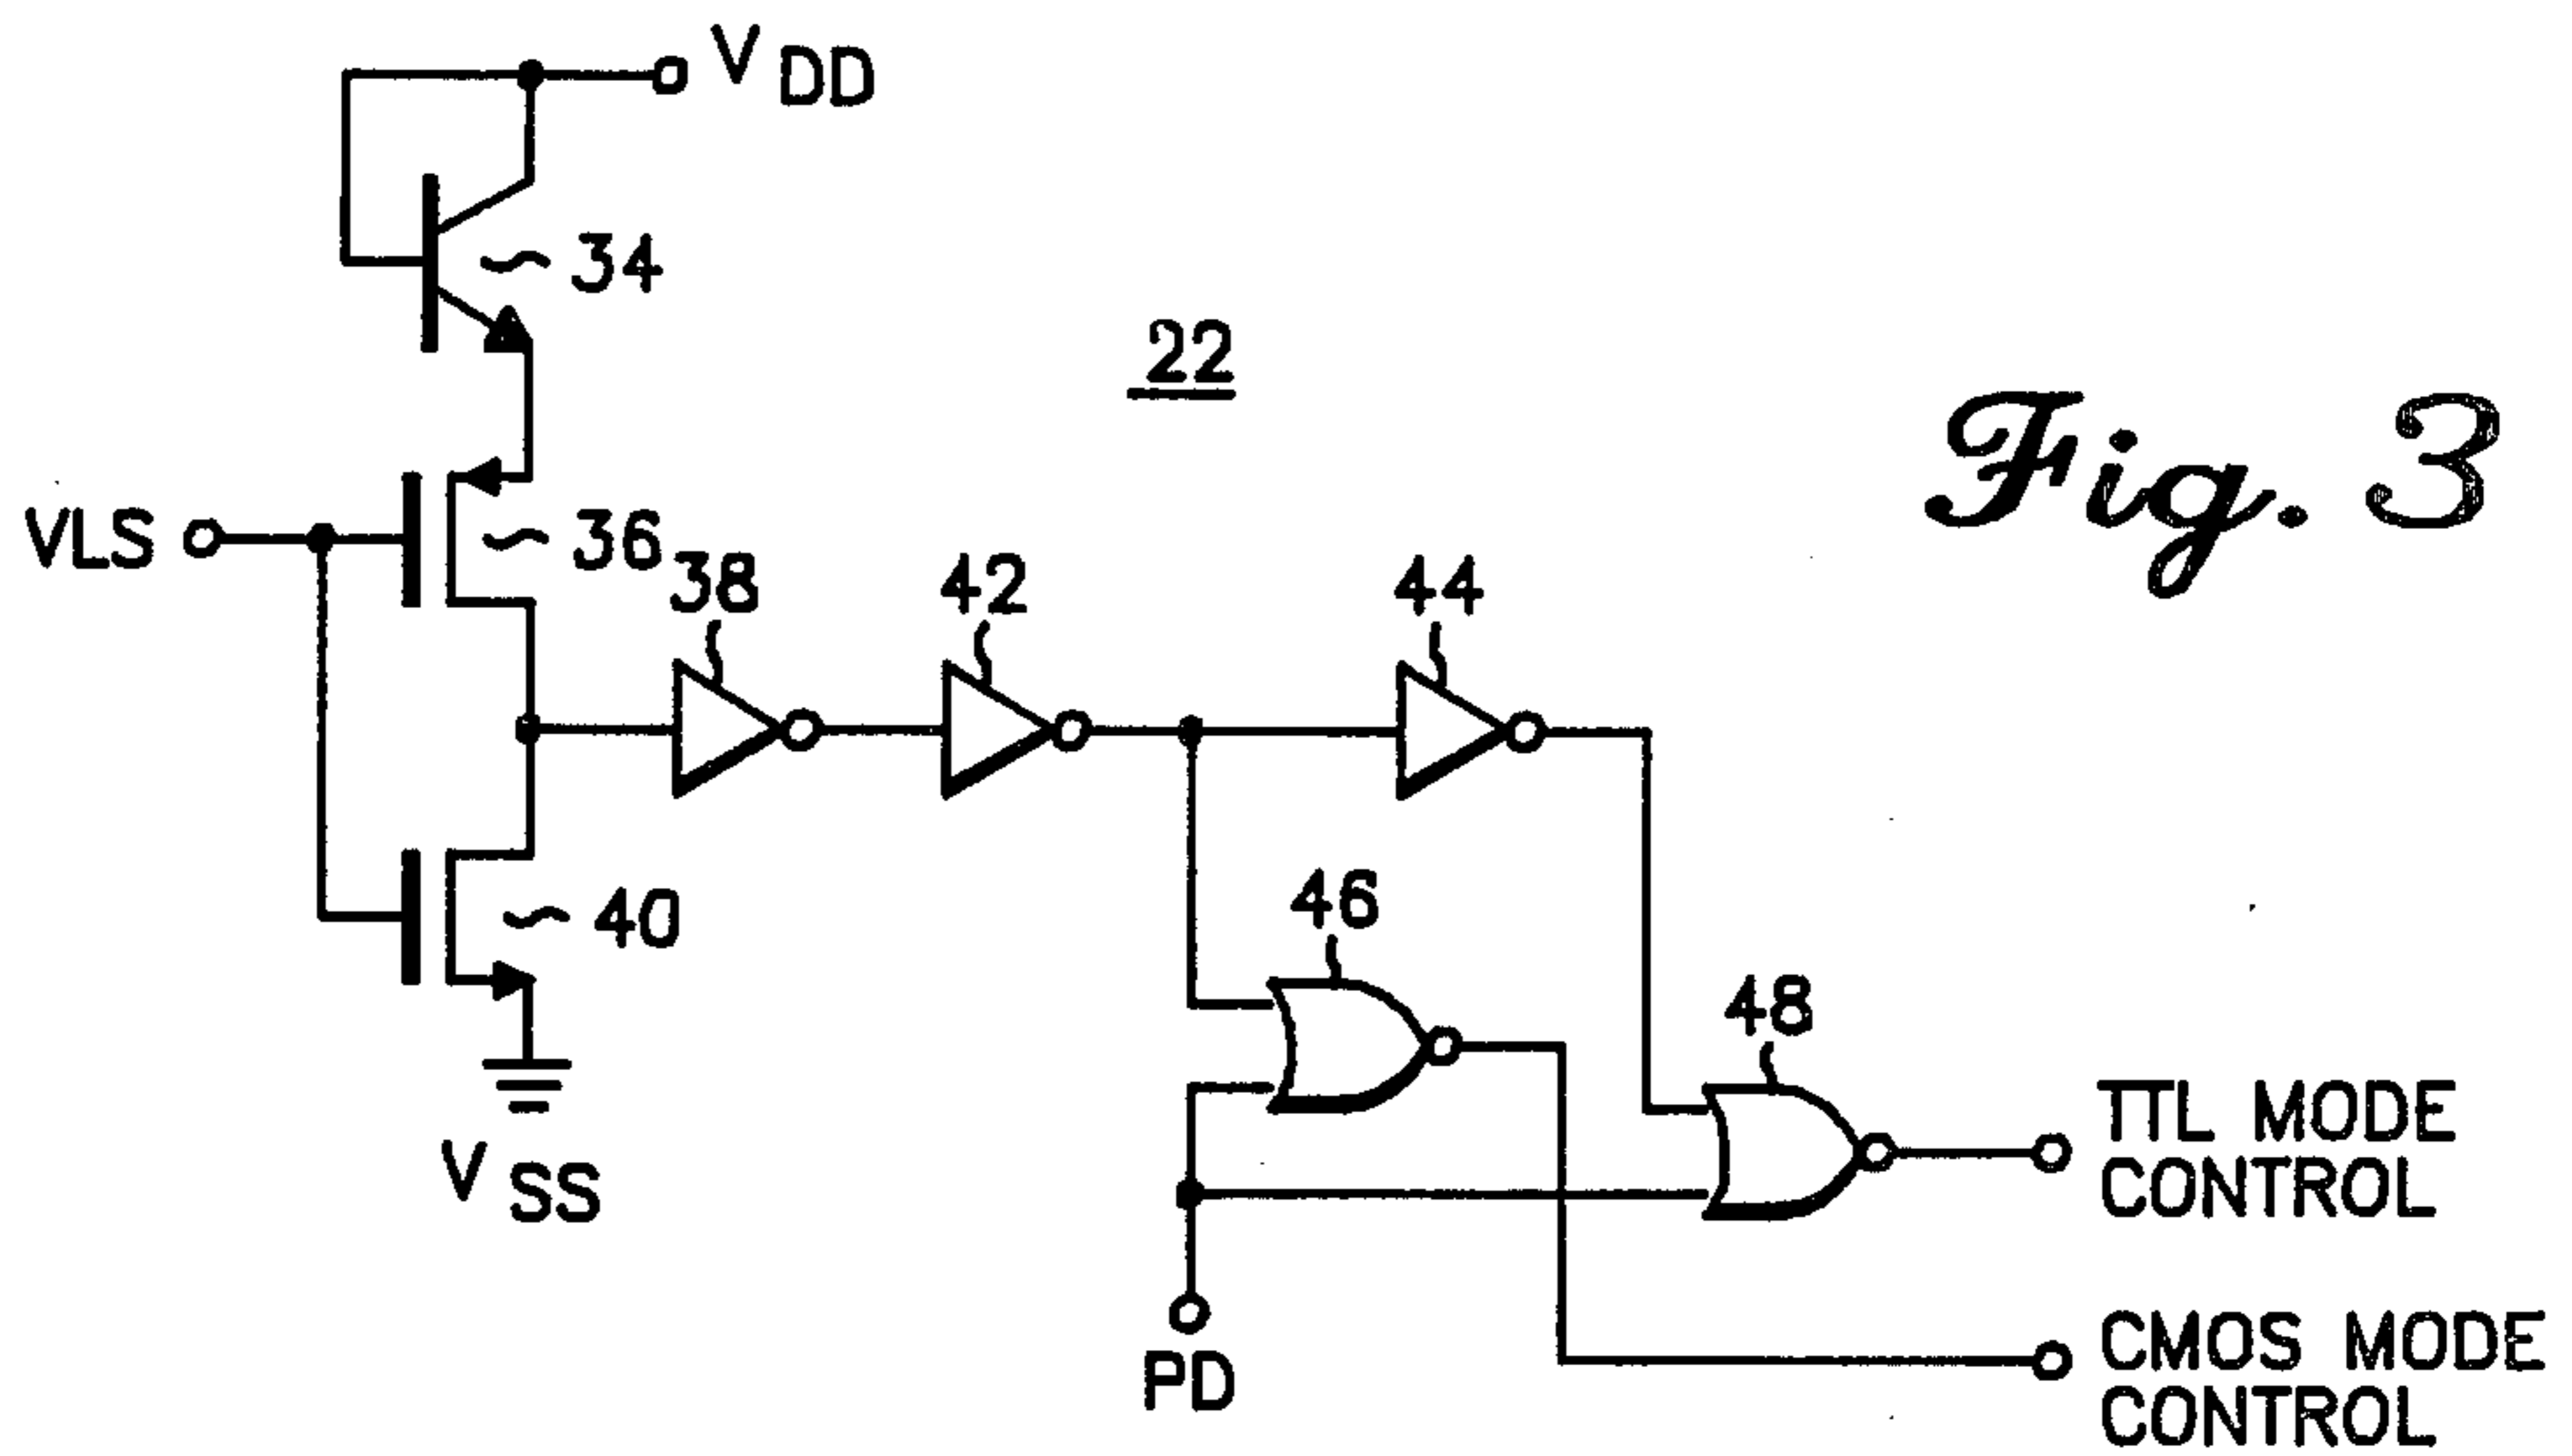 V DD
34
22
Fig. 3
VLS
36
38
42
44
40
46
48
V SS
TTL MODE
CONTROL
PD
CMOS MODE
CONTROL